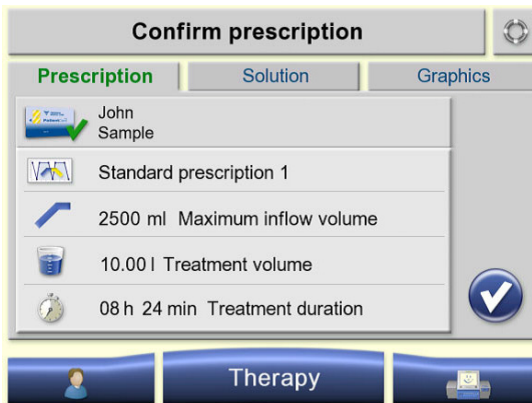 Confirm prescription
Prescription Solution Graphics
John
Sample
Standard prescription 1
2500 ml Maximum inflow volume
10.00 l Treatment volume
08 h 24 min Treatment duration
Therapy